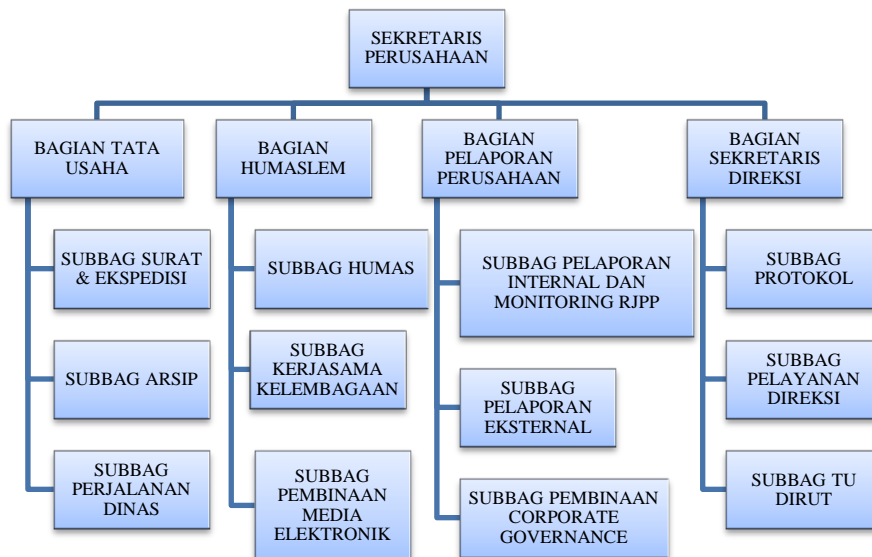 SEKRETARIS
PERUSAHAAN
BAGIAN TATA
USAHA
BAGIAN
HUMASLEM
BAGIAN
PELAPORAN
PERUSAHAAN
BAGIAN
SEKRETARIS
DIREKSI
SUBBAG SURAT
& EKSPEDISI
SUBBAG ARSIP
SUBBAG
PERJALANAN
DINAS
SUBBAG HUMAS
SUBBAG
KERJASAMA
KELEMBAGAAN
SUBBAG
PEMBINAAN
MEDIA
ELEKTRONIK
SUBBAG PELAPORAN
INTERNAL DAN
MONITORING RJPP
SUBBAG
PELAPORAN
EKSTERNAL
SUBBAG PEMBINAAN
CORPORATE
GOVERNANCE
SUBBAG
PROTOKOL
SUBBAG
PELAYANAN
DIREKSI
SUBBAG TU
DIRUT